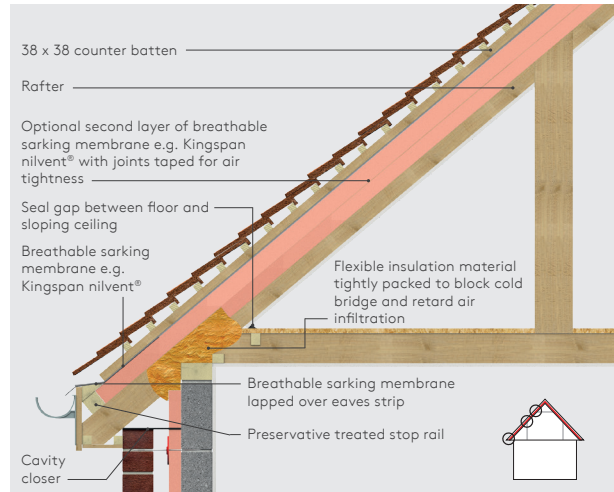 38 x 38 counter batten
Rafter
Optional second layer of breathable
sarking membrane e.g. Kingspan
nilvent® with joints taped for air
tightness
Seal gap between floor and
sloping ceiling
Breathable sarking
membrane e.g.
Kingspan nilvent®
Flexible insulation material
tightly packed to block cold
bridge and retard air
infiltration
Breathable sarking membrane
lapped over eaves strip
Preservative treated stop rail
Cavity
closer